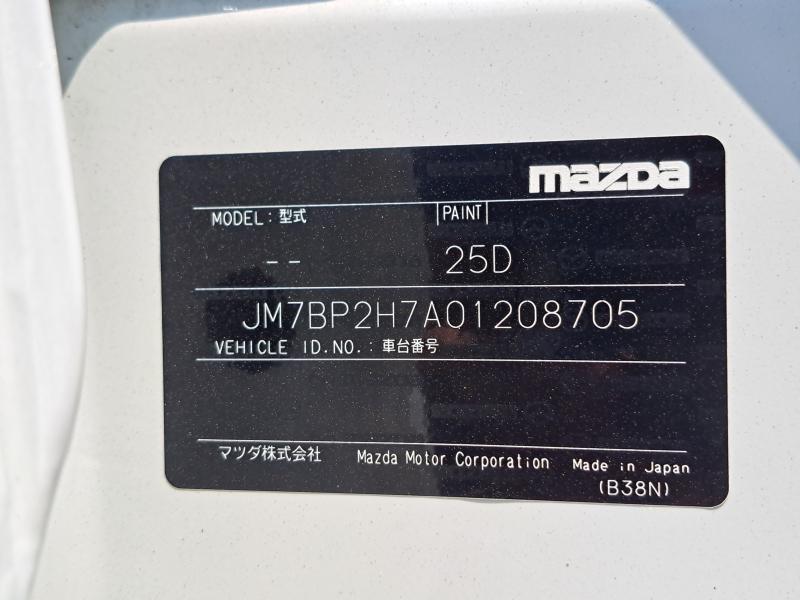 mazda
MODEL: 型式 PAINT
-- 25D
JM7BP2H7A01208705
VEHICLE ID.NO.: 車台番号
マツダ株式会社 Mazda Motor Corporation Made in Japan
(B38N)